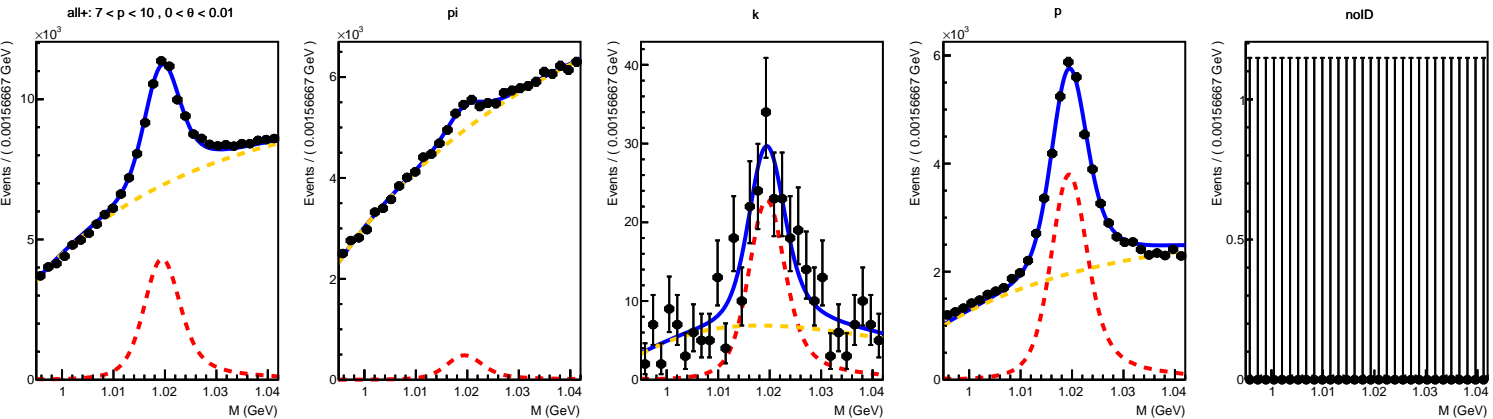 all+: 7 < p < 10 , 0 < θ < 0.01
×10³
Events / ( 0.00156667 GeV )
10
5
0
1 1.01 1.02 1.03 1.04
M (GeV)
pi
×10³
Events / ( 0.00156667 GeV )
6
4
2
0
1 1.01 1.02 1.03 1.04
M (GeV)
k
Events / ( 0.00156667 GeV )
40
30
20
10
0
1 1.01 1.02 1.03 1.04
M (GeV)
p
×10³
Events / ( 0.00156667 GeV )
6
4
2
0
1 1.01 1.02 1.03 1.04
M (GeV)
noID
Events / ( 0.00156667 GeV )
1
0.5
0
1 1.01 1.02 1.03 1.04
M (GeV)